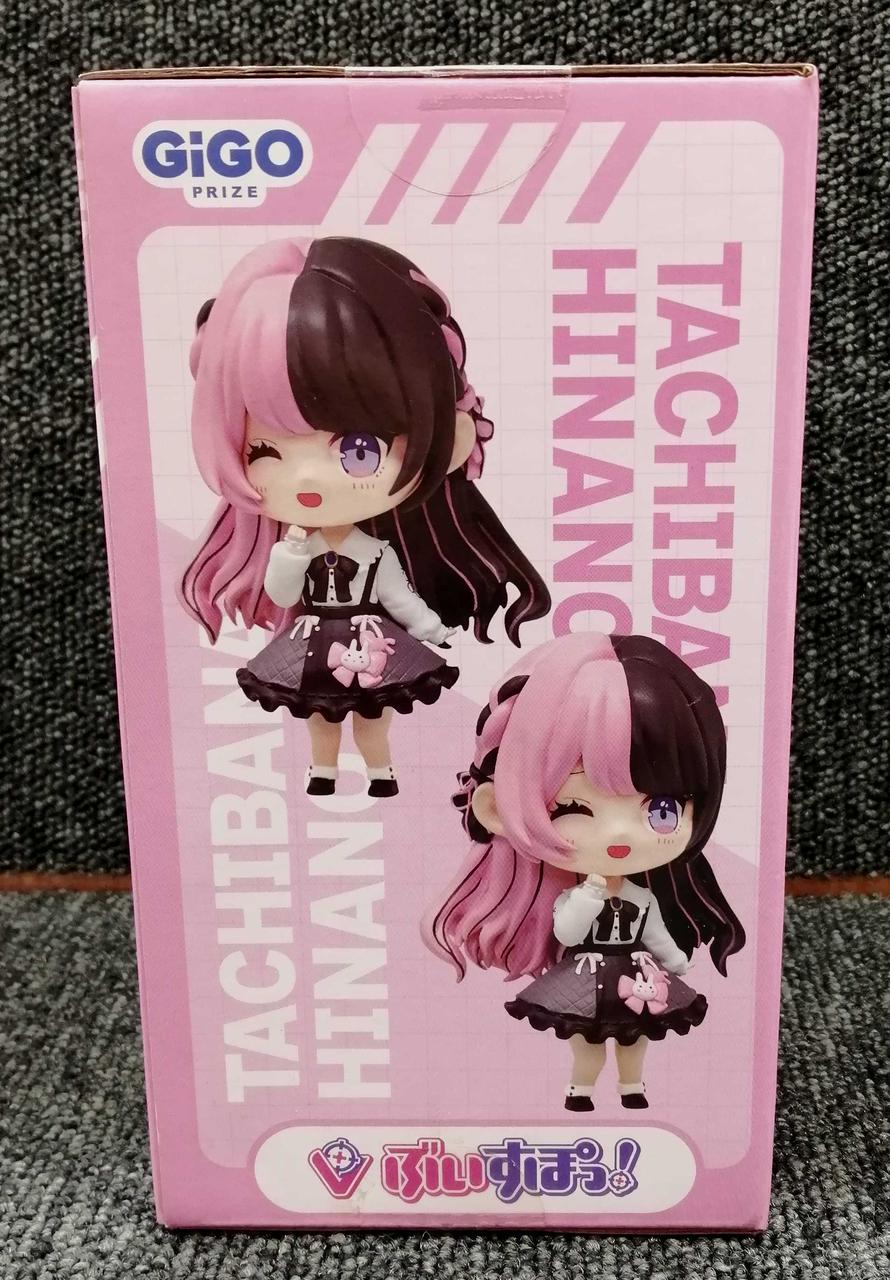 GiGO
PRIZE
TACHIBANA
HINANO
TACHIBANA
HINANO
ぶいすぽっ!